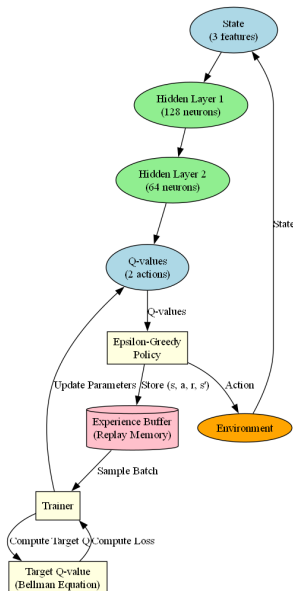 State
(3 features)
Hidden Layer 1
(128 neurons)
Hidden Layer 2
(64 neurons)
State
Q-values
(2 actions)
Q-values
Epsilon-Greedy
Policy
Update Parameters
Store (s, a, r, s')
Action
Experience Buffer
(Replay Memory)
Environment
Sample Batch
Trainer
Compute Target Q
Compute Loss
Target Q-value
(Bellman Equation)